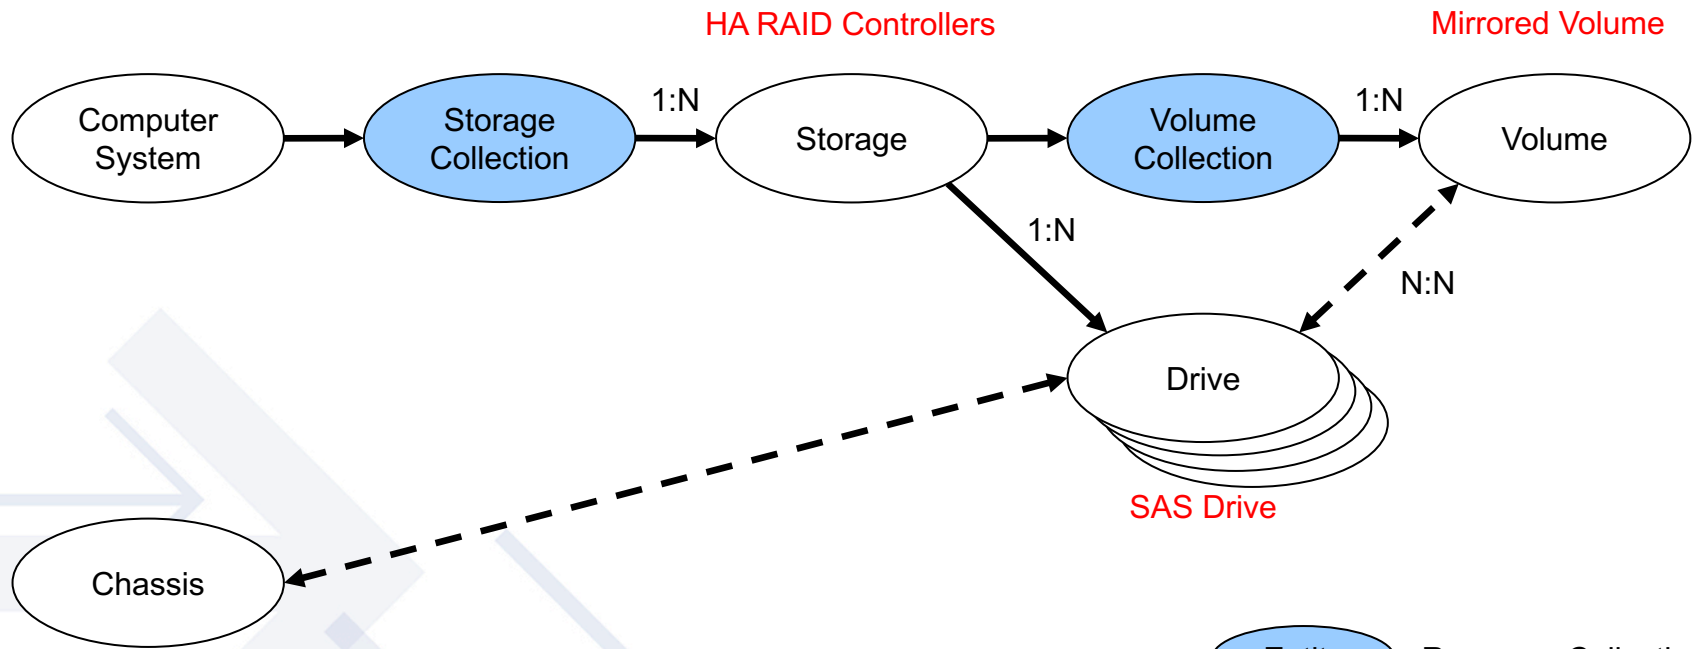 HA RAID Controllers
Mirrored Volume
Computer
System
Storage
Collection
1:N
Storage
Volume
Collection
1:N
Volume
1:N
N:N
Drive
SAS Drive
Chassis